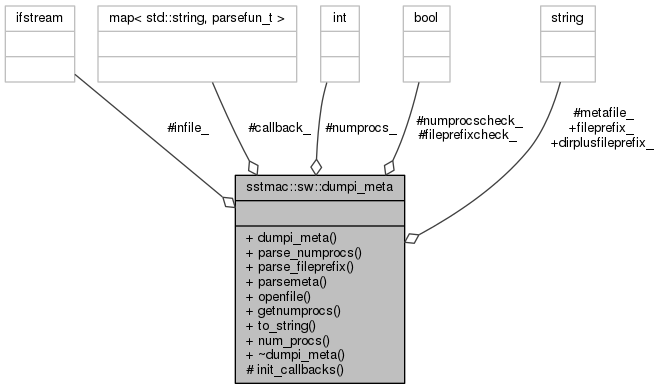 ifstream
map< std::string, parsefun_t >
int
bool
string
#infile_
#callback_
#numprocs_
#numprocscheck_
#fileprefixcheck_
#metafile_
+fileprefix_
+dirplusfileprefix_
sstmac::sw::dumpi_meta
+ dumpi_meta()
+ parse_numprocs()
+ parse_fileprefix()
+ parsemeta()
+ openfile()
+ getnumprocs()
+ to_string()
+ num_procs()
+ ~dumpi_meta()
# init_callbacks()